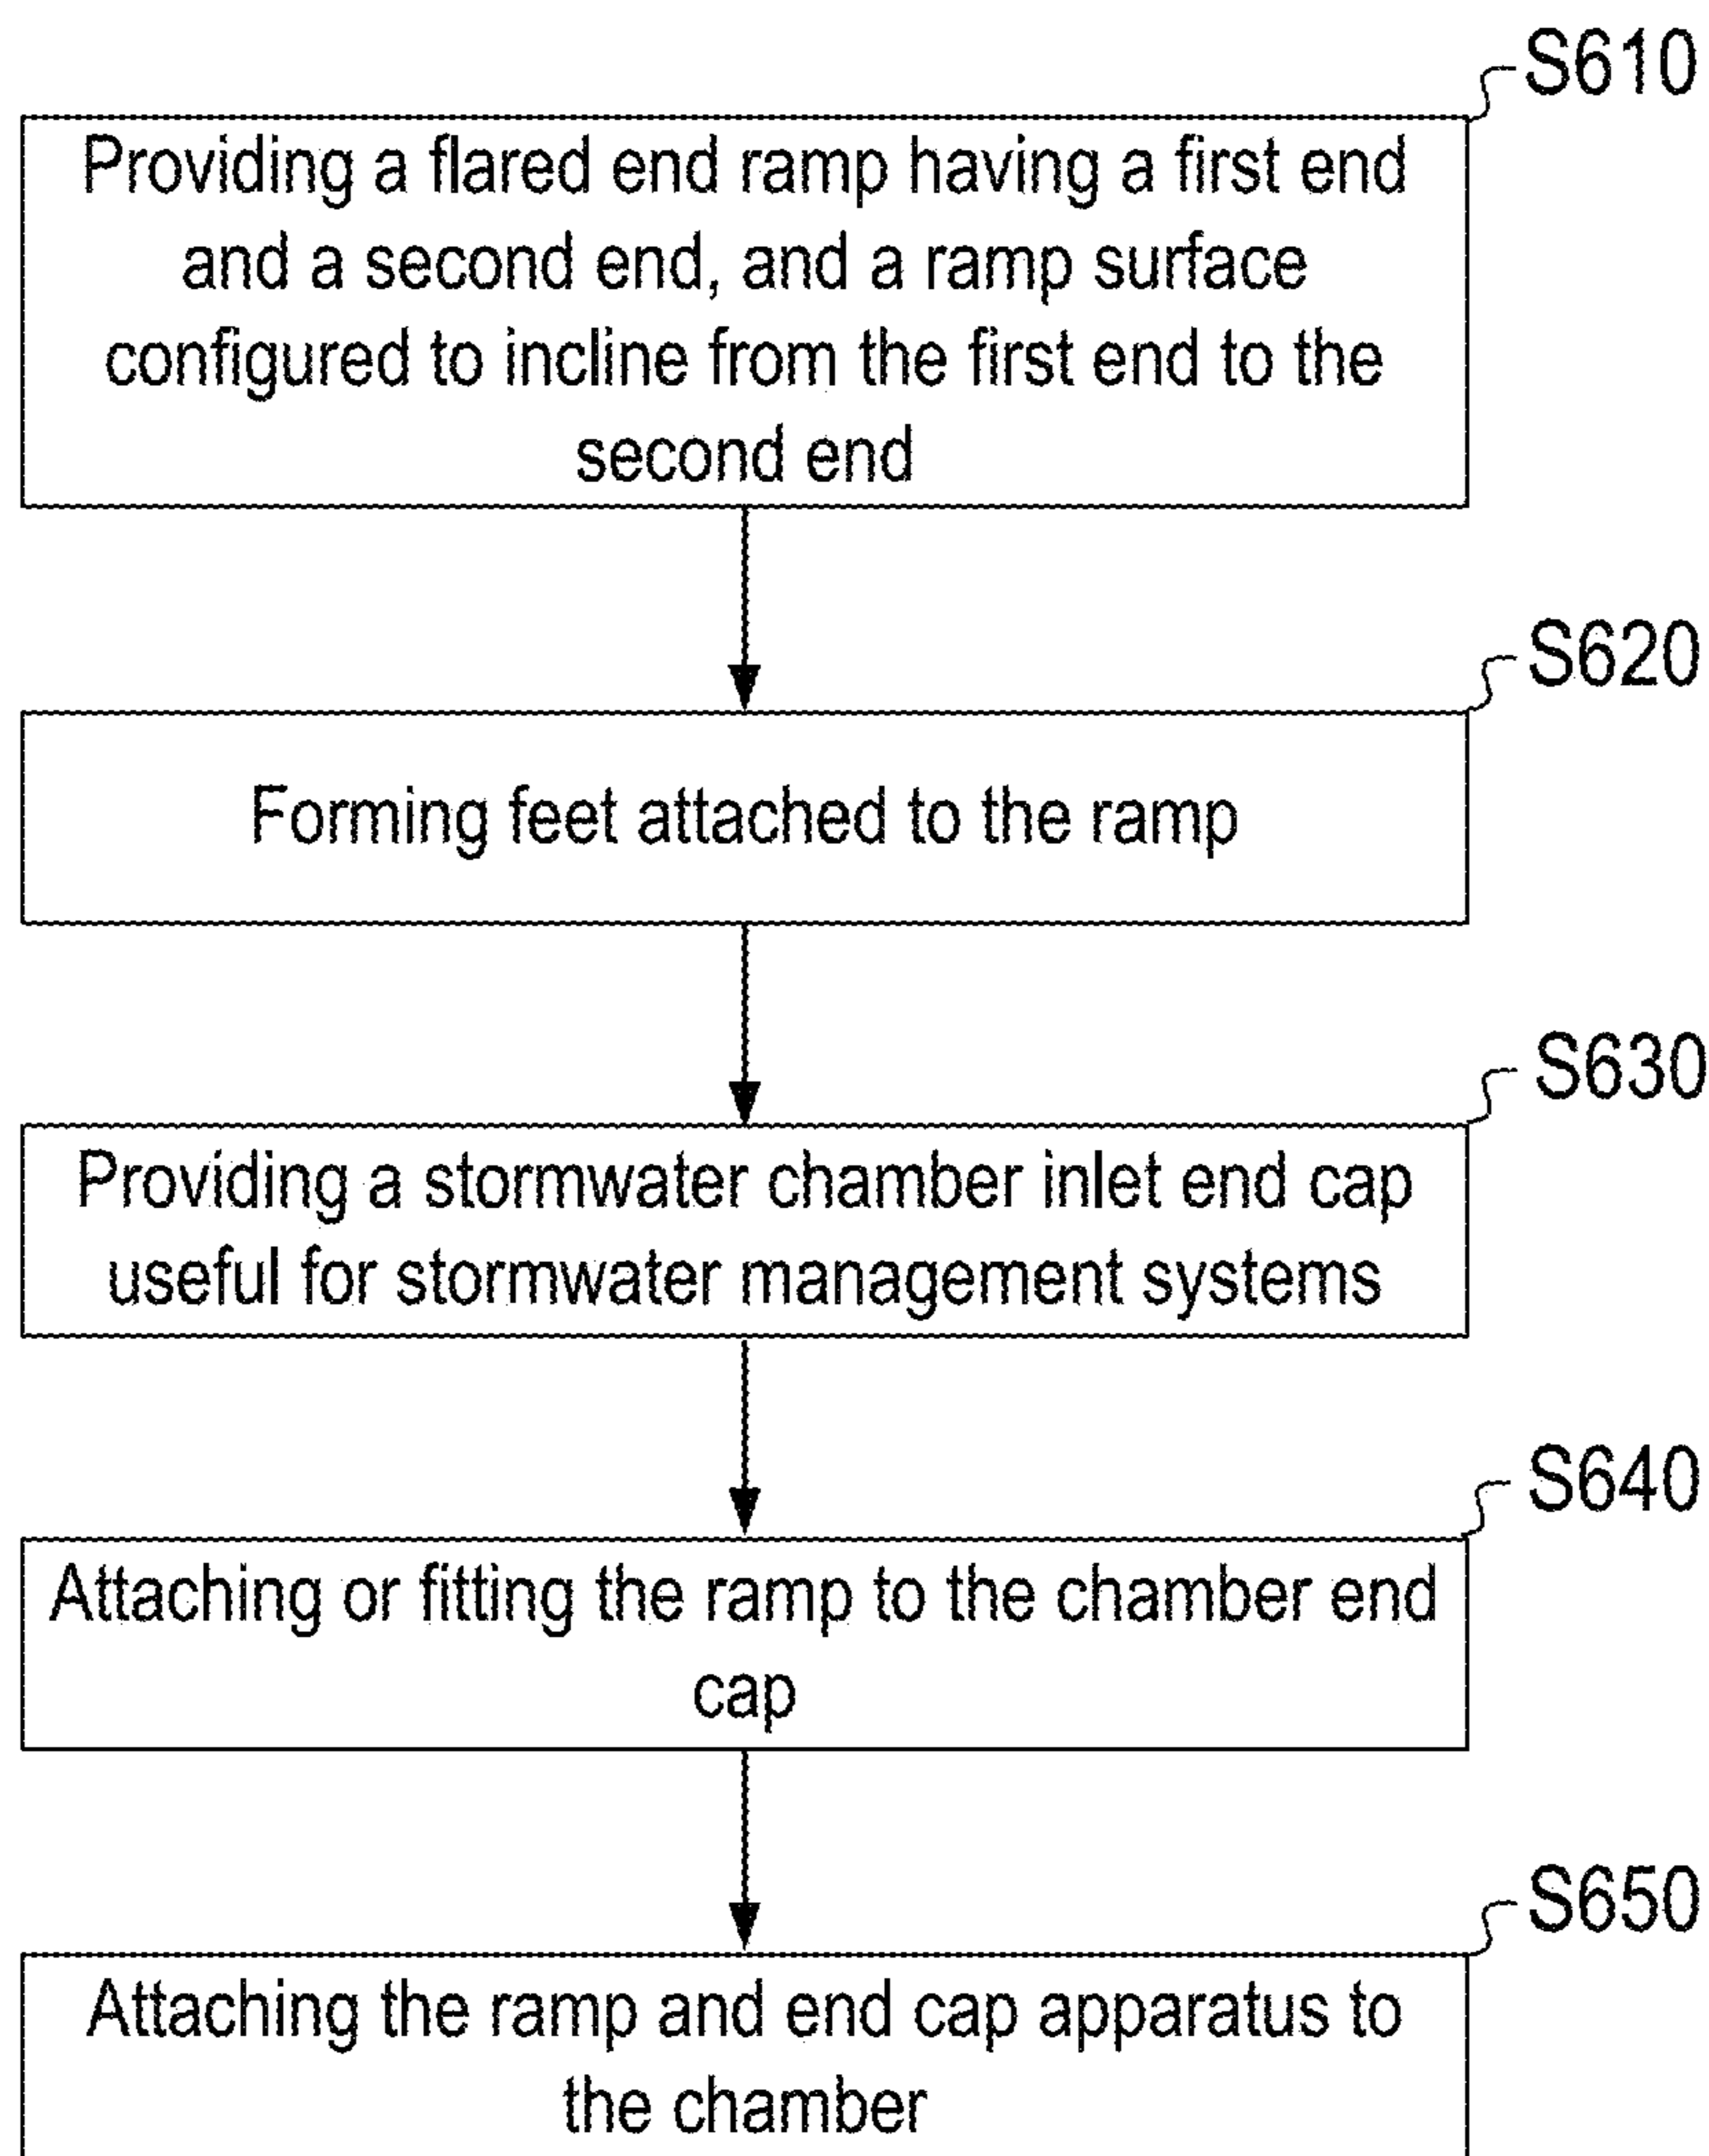 S610
Providing a flared end ramp having a first end
and a second end, and a ramp surface
configured to incline from the first end to the
second end
S620
Forming feet attached to the ramp
S630
Providing a stormwater chamber inlet end cap
useful for stormwater management systems
S640
Attaching or fitting the ramp to the chamber end
cap
S650
Attaching the ramp and end cap apparatus to
the chamber